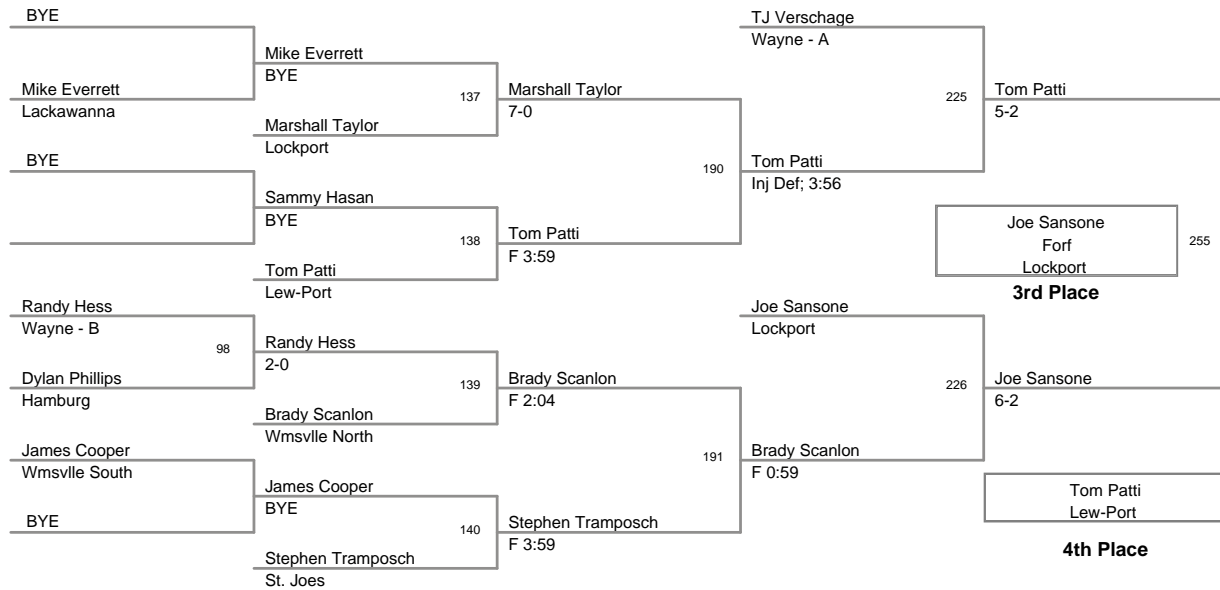 BYE
Mike Everrett
Lackawanna
BYE
Randy Hess
Wayne - B
98
Dylan Phillips
Hamburg
James Cooper
Wmsvlle South
BYE
Mike Everrett
BYE
137
Marshall Taylor
Lockport
Sammy Hasan
BYE
138
Tom Patti
Lew-Port
Randy Hess
2-0
139
Brady Scanlon
Wmsvlle North
James Cooper
BYE
140
Stephen Tramposch
St. Joes
Marshall Taylor
7-0
190
Tom Patti
F 3:59
Brady Scanlon
F 2:04
191
Stephen Tramposch
F 3:59
TJ Verschage
Wayne - A
225
Tom Patti
Inj Def; 3:56
Joe Sansone
Lockport
226
Brady Scanlon
F 0:59
Tom Patti
5-2
Joe Sansone
Forf
Lockport
255
3rd Place
Joe Sansone
6-2
Tom Patti
Lew-Port
4th Place